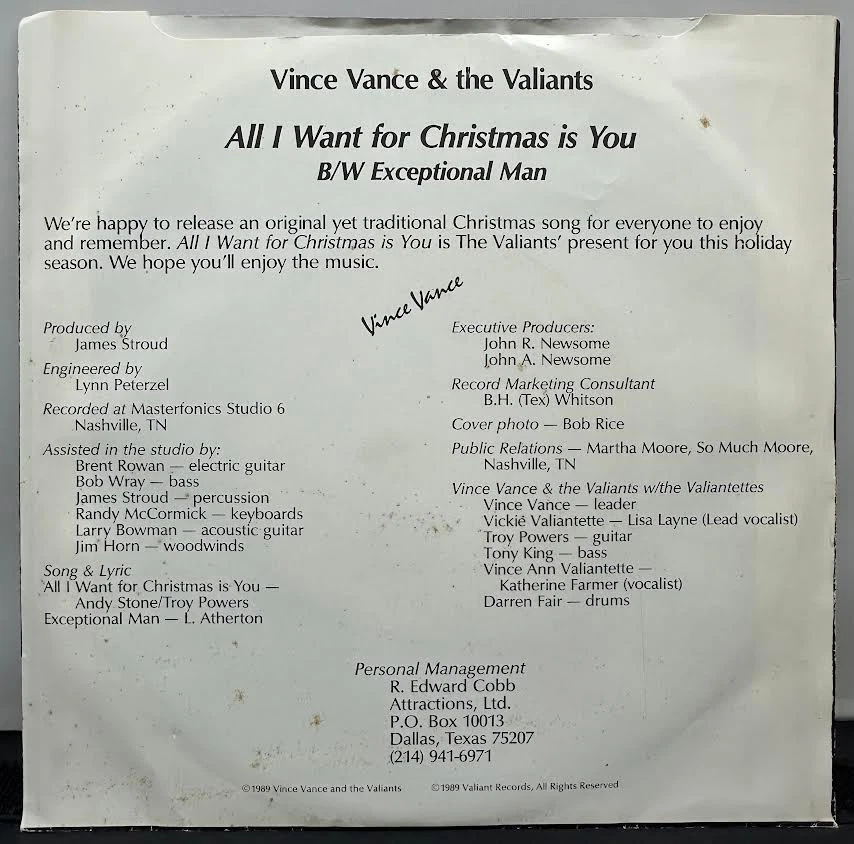 Vince Vance & the Valiants
All I Want for Christmas is You
B/W Exceptional Man
We're happy to release an original yet traditional Christmas song for everyone to enjoy
and remember. All I Want for Christmas is You is The Valiants' present for you this holiday
season. We hope you'll enjoy the music.
Vince Vance
Produced by
James Stroud
Engineered by
Lynn Peterzel
Recorded at Masterfonics Studio 6
Nashville, TN
Assisted in the studio by:
Brent Rowan — electric guitar
Bob Wray — bass
James Stroud — percussion
Randy McCormick — keyboards
Larry Bowman — acoustic guitar
Jim Horn — woodwinds
Song & Lyric
All I Want for Christmas is You —
Andy Stone/Troy Powers
Exceptional Man — L. Atherton
Executive Producers:
John R. Newsome
John A. Newsome
Record Marketing Consultant
B.H. (Tex) Whitson
Cover photo — Bob Rice
Public Relations — Martha Moore, So Much Moore,
Nashville, TN
Vince Vance & the Valiants w/the Valiantettes
Vince Vance — leader
Vickie Valiantette — Lisa Layne (Lead vocalist)
Troy Powers — guitar
Tony King — bass
Vince Ann Valiantette —
Katherine Farmer (vocalist)
Darren Fair — drums
Personal Management
R. Edward Cobb
Attractions, Ltd.
P.O. Box 10013
Dallas, Texas 75207
(214) 941-6971
©1989 Vince Vance and the Valiants ©1989 Valiant Records, All Rights Reserved